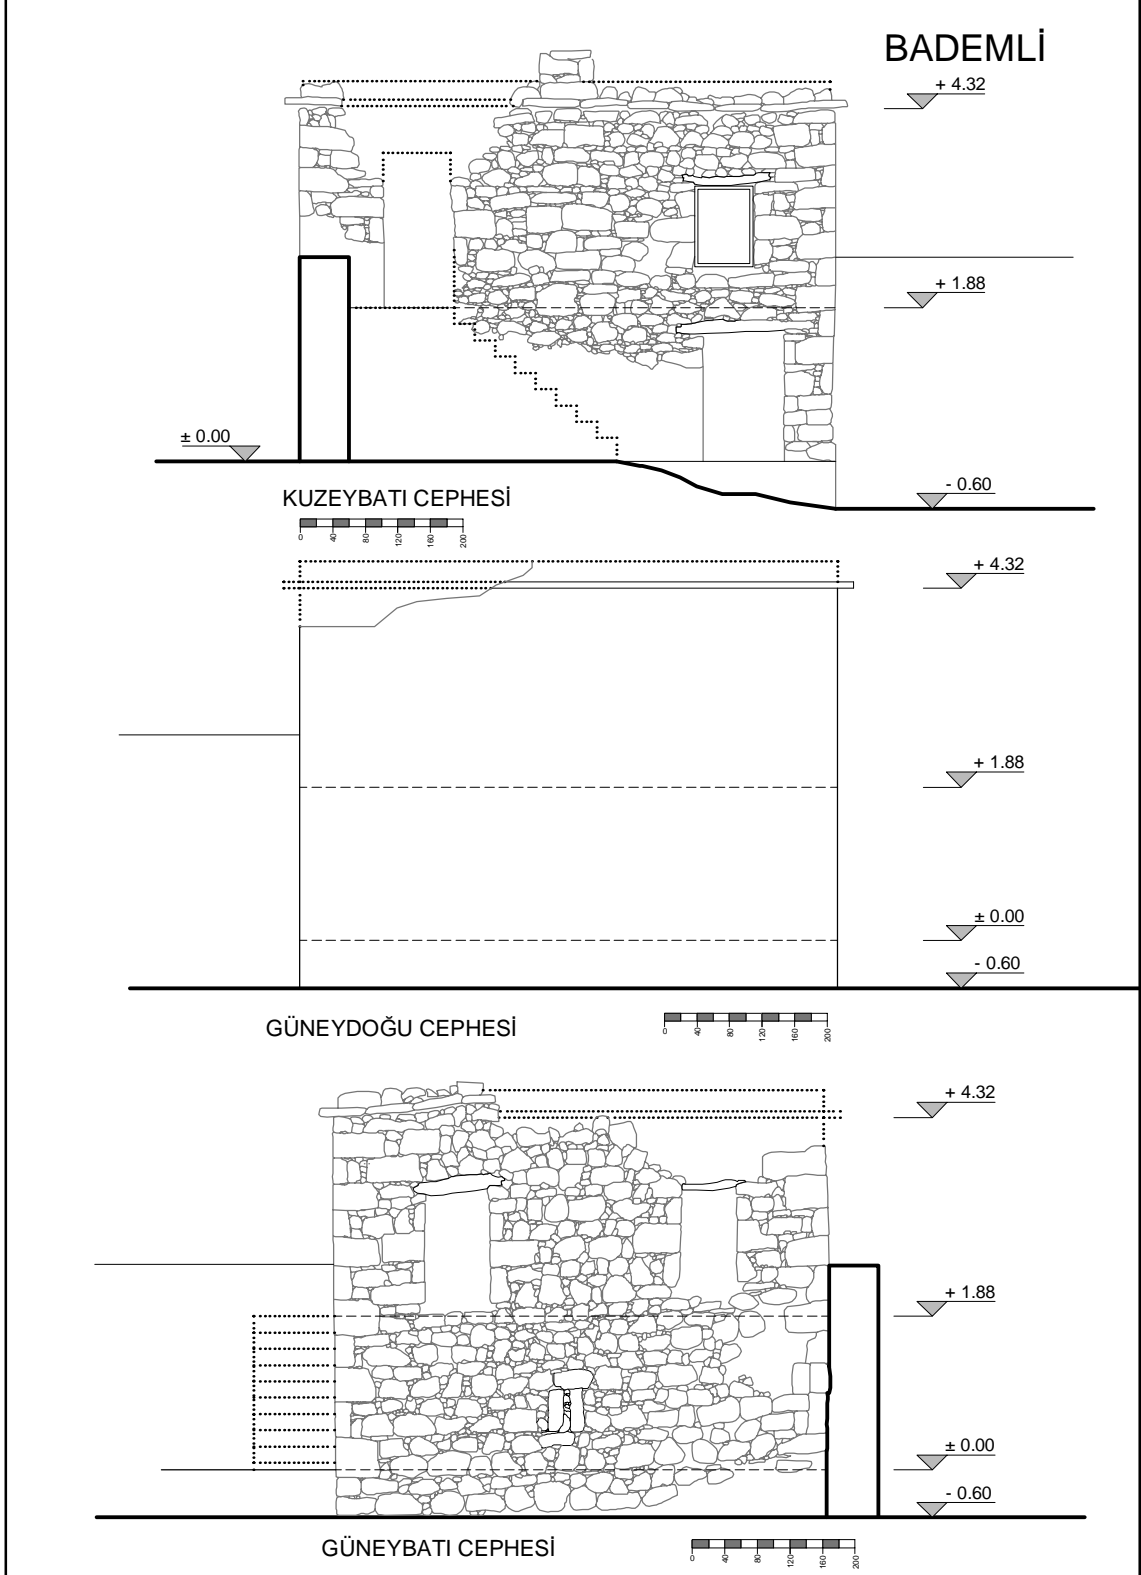 BADEMLİ
+ 4.32
+ 1.88
± 0.00
- 0.60
KUZEYBATI CEPHESİ
0 40 80 120 160 200
+ 4.32
+ 1.88
± 0.00
- 0.60
GÜNEYDOĞU CEPHESİ
0 40 80 120 160 200
+ 4.32
+ 1.88
± 0.00
- 0.60
GÜNEYBATI CEPHESİ
0 40 80 120 160 200